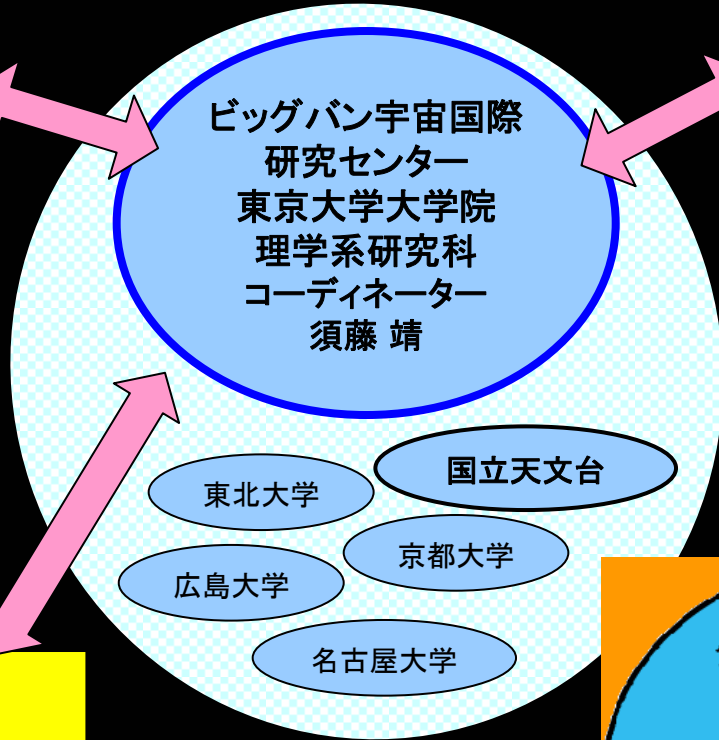 ビッグバン宇宙国際
研究センター
東京大学大学院
理学系研究科
コーディネーター
須藤 靖
国立天文台
東北大学
京都大学
広島大学
名古屋大学